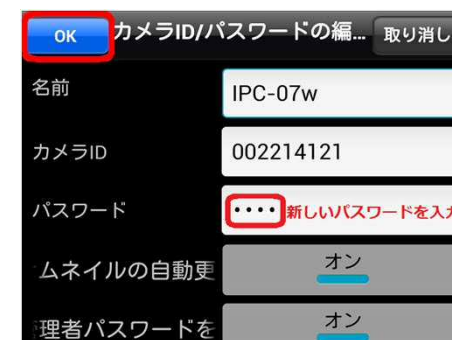 OK カメラID/パスワードの編... 取り消し
名前 IPC-07w
カメラID 002214121
パスワード ････ 新しいパスワードを入
ムネイルの自動更 オン
理者パスワードを オン